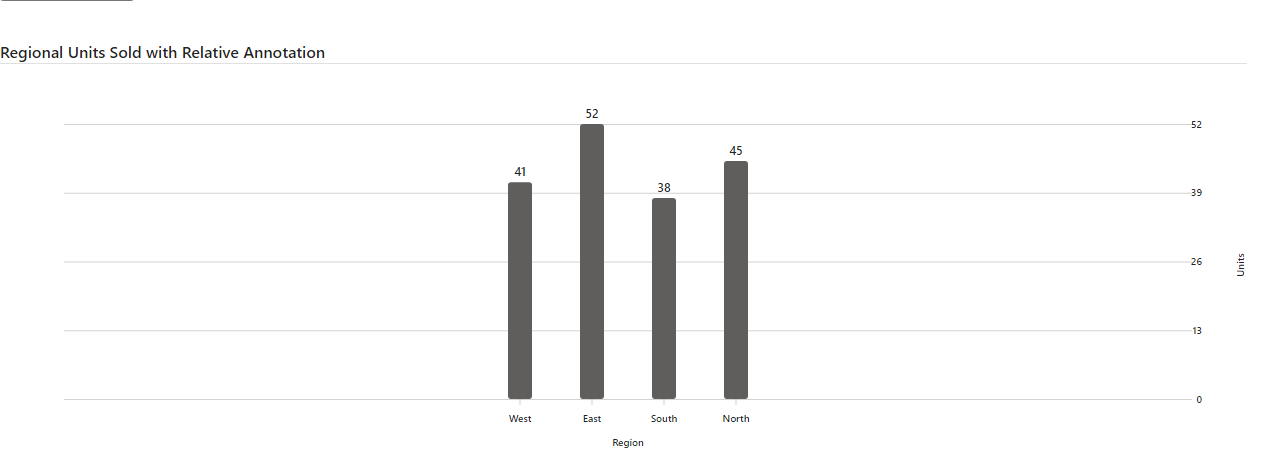 Regional Units Sold with Relative Annotation
52
45
41
38
52
39
26
13
0
Units
West East South North
Region